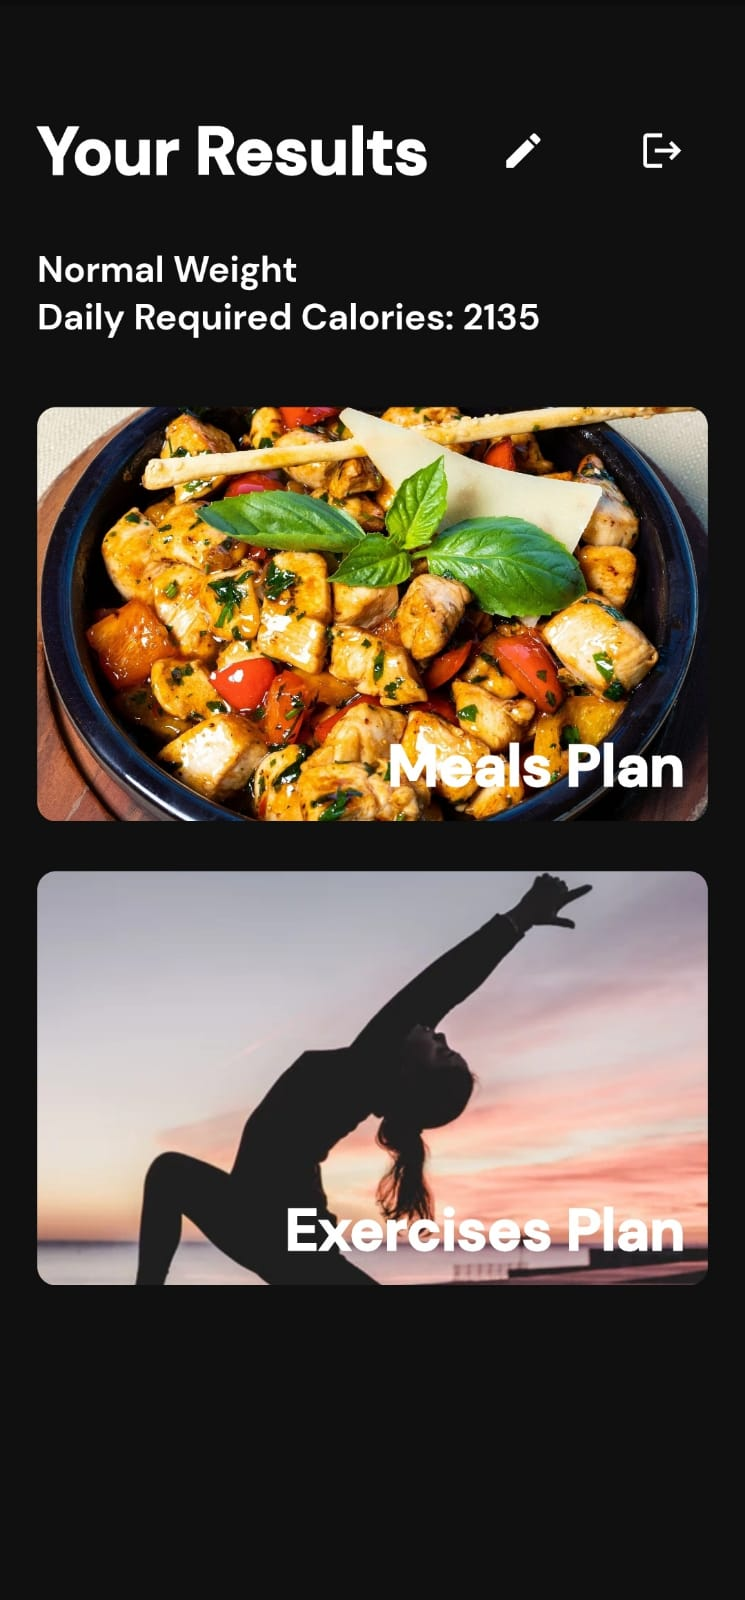 Your Results
Normal Weight
Daily Required Calories: 2135
Meals Plan
Exercises Plan